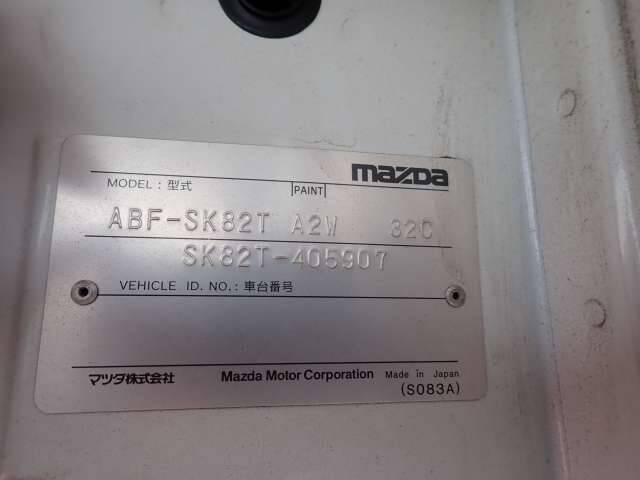 mazda
MODEL : 型式 PAINT
ABF-SK82T A2W 32C
SK82T-405907
VEHICLE ID. NO.: 車台番号
マツダ株式会社 Mazda Motor Corporation Made in Japan
(S083A)